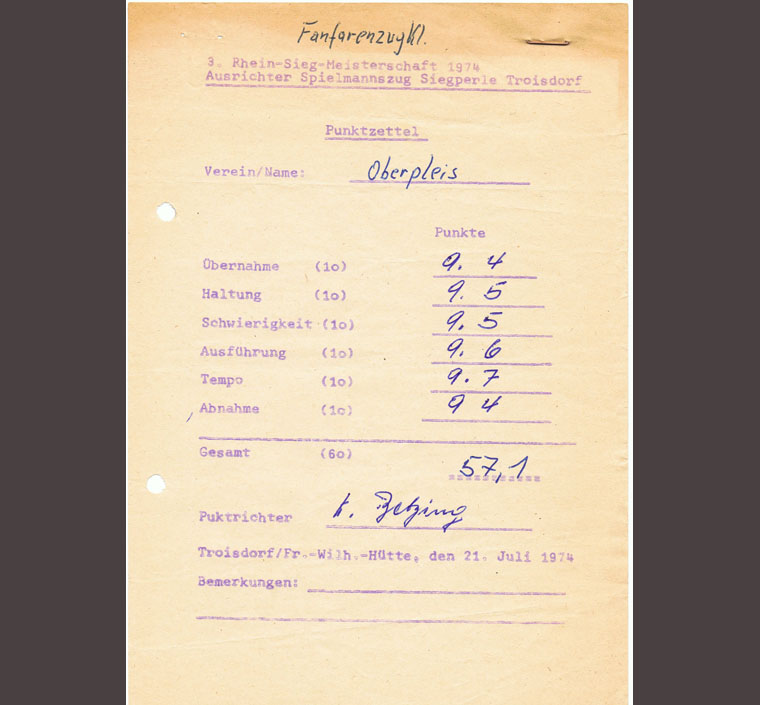 Fanfarenzug Kl.
3. Rhein-Sieg-Meisterschaft 1974
Ausrichter Spielmannszug Siegperle Troisdorf
Punktzettel
Verein/Name: Oberpleis
Punkte
Übernahme (1o) 9. 4
Haltung (1o) 9. 5
Schwierigkeit (1o) 9. 5
Ausführung (1o) 9. 6
Tempo (1o) 9. 7
Abnahme (1o) 9 4
Gesamt (6o) 57,1
Puktrichter
Troisdorf/Fr.-Wilh.-Hütte, den 21. Juli 1974
Bemerkungen: